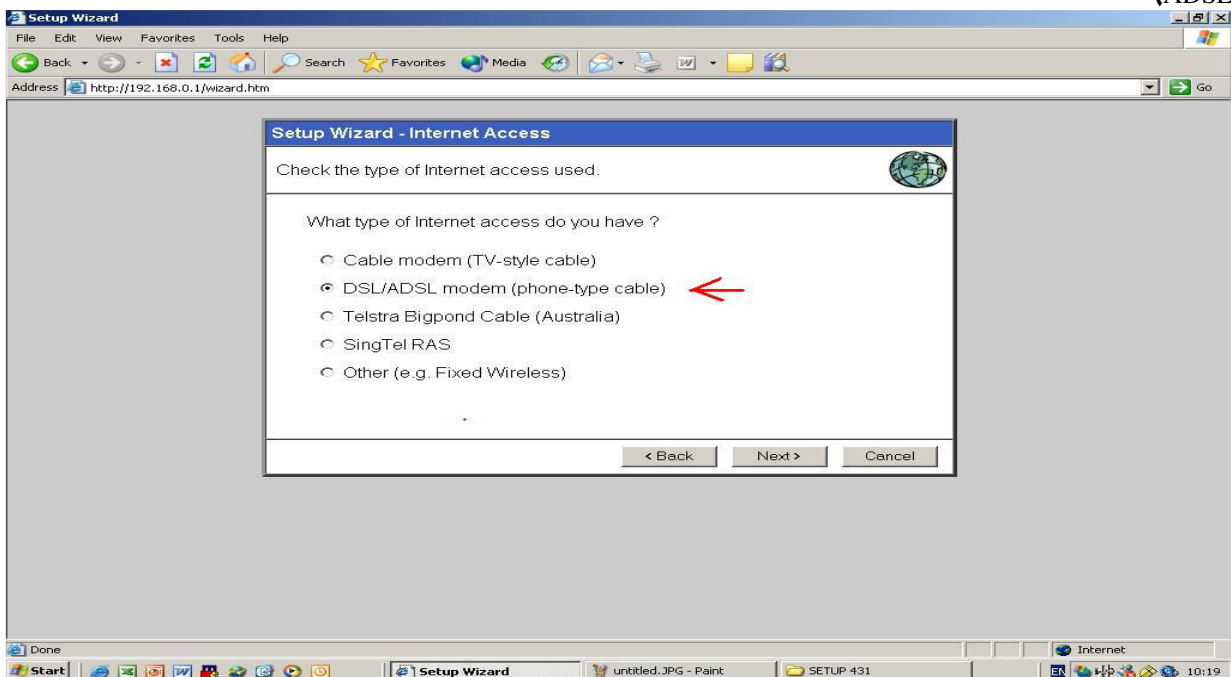 \ADSL
Setup Wizard
File Edit View Favorites Tools Help
Back Search Favorites Media
Address http://192.168.0.1/wizard.htm Go
Setup Wizard - Internet Access
Check the type of Internet access used.
What type of Internet access do you have ?
Cable modem (TV-style cable)
DSL/ADSL modem (phone-type cable)
Telstra Bigpond Cable (Australia)
SingTel RAS
Other (e.g. Fixed Wireless)
< Back Next > Cancel
Done Internet
Start Setup Wizard untitled.JPG - Paint SETUP 431 EN 10:19